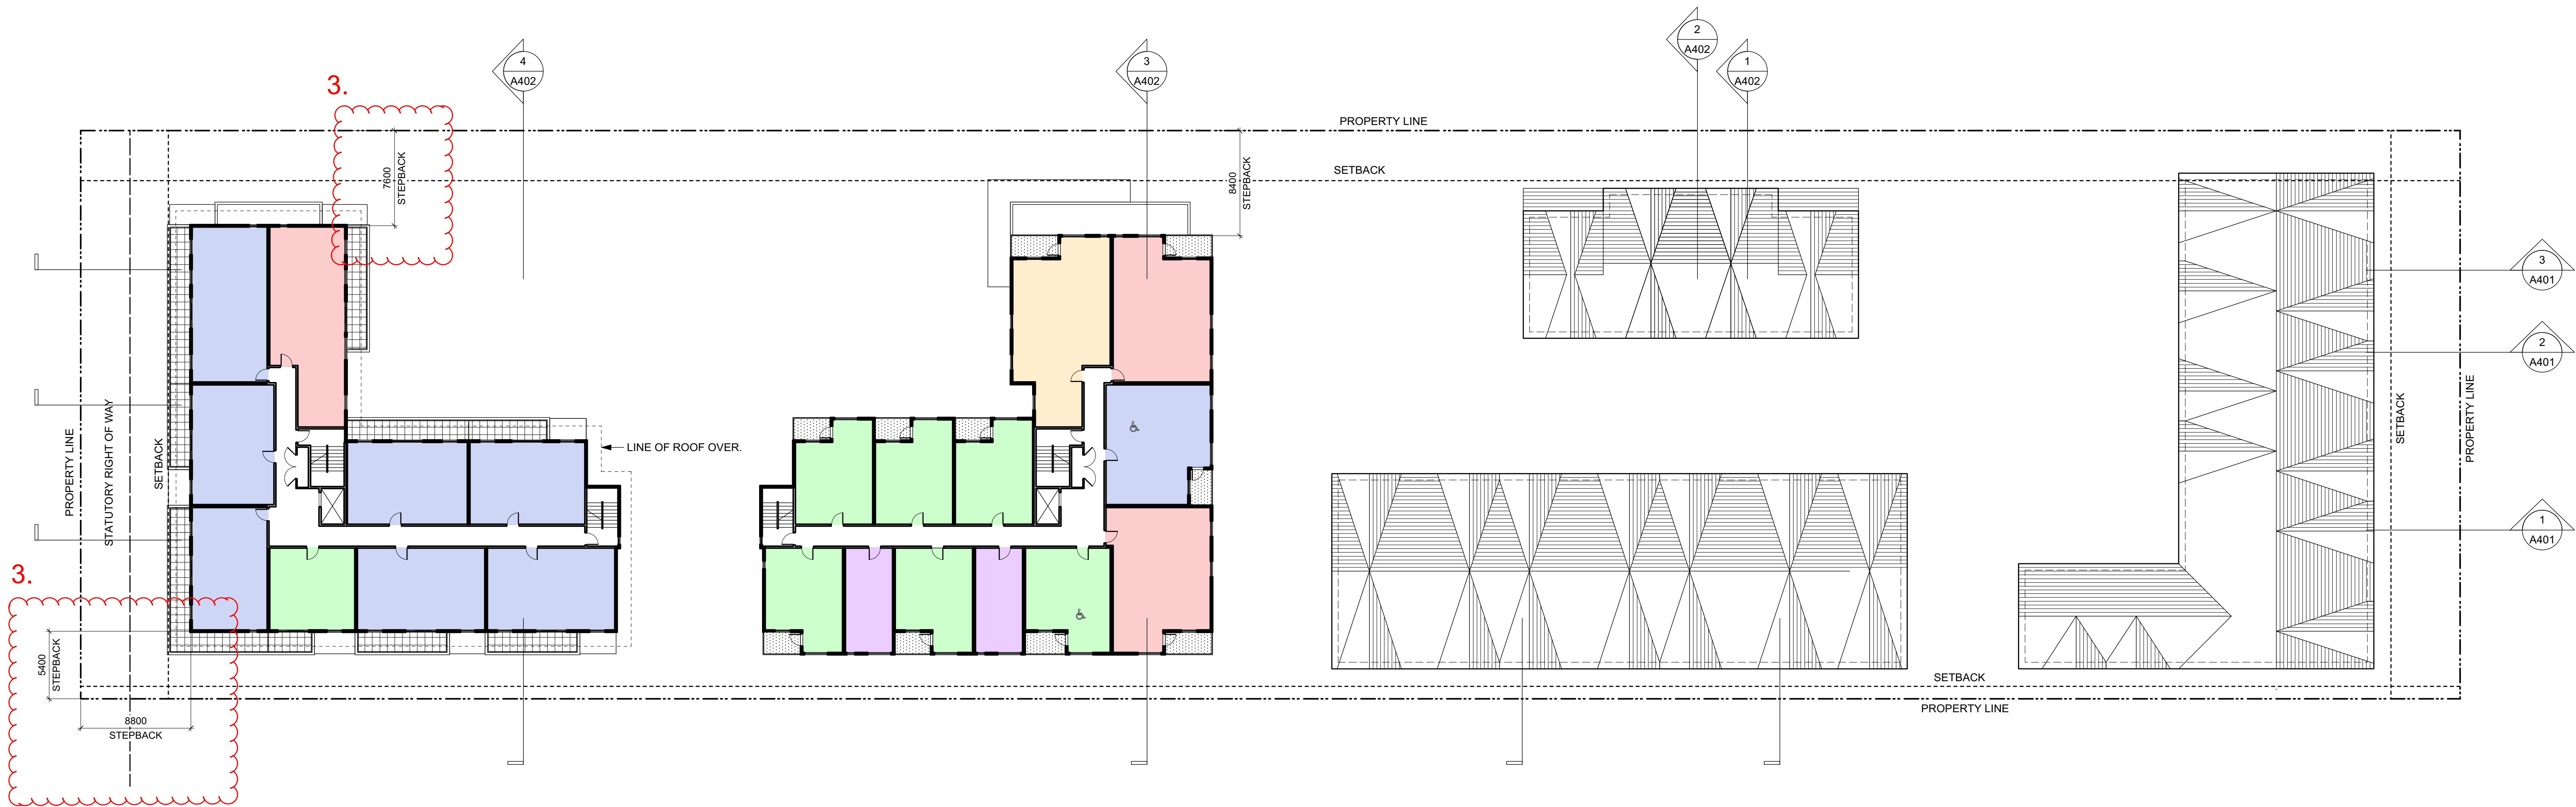 2
A402
4
A402
3
A402
1
A402
3.
PROPERTY LINE
7600
STEPBACK
8400
STEPBACK
SETBACK
3
A401
2
A401
1
A401
PROPERTY LINE
STATUTORY RIGHT OF WAY
SETBACK
LINE OF ROOF OVER.
SETBACK
PROPERTY LINE
3.
5400
STEPBACK
8800
STEPBACK
SETBACK
PROPERTY LINE